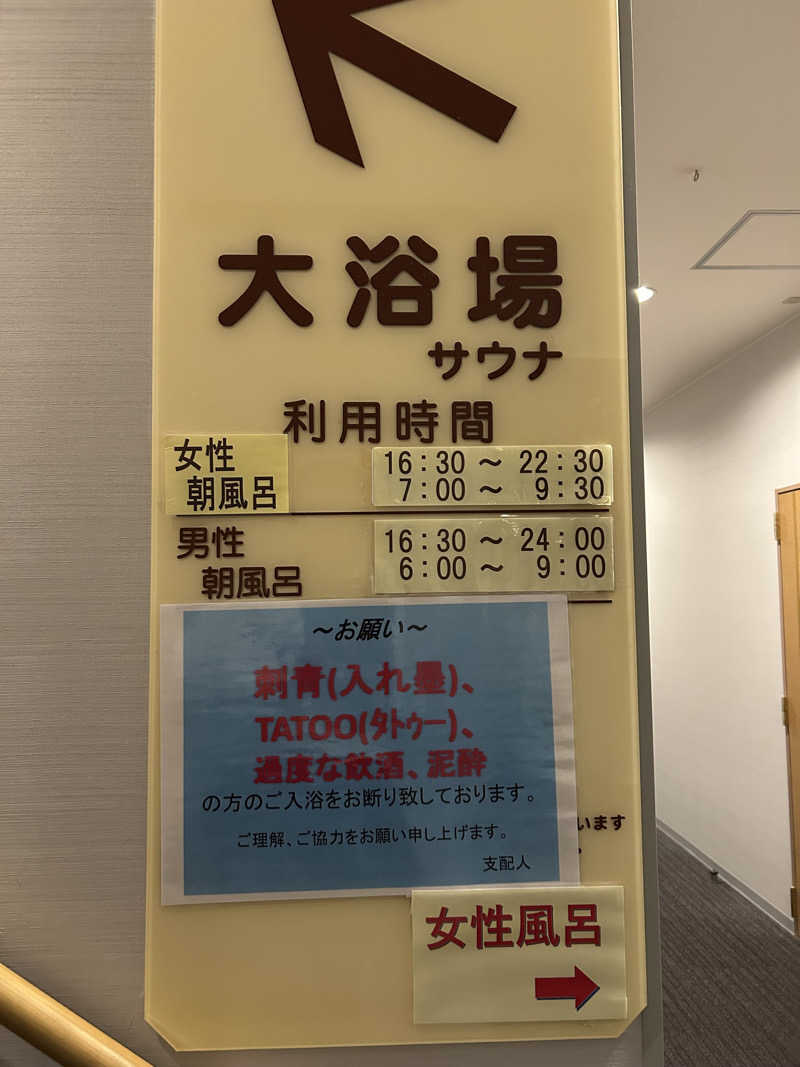 大浴場
サウナ
利用時間
女性 16:30 ～ 22:30
朝風呂 7:00 ～ 9:30
男性 16:30 ～ 24:00
朝風呂 6:00 ～ 9:00
～お願い～
刺青(入れ墨)、
TATOO(ﾀﾄｩｰ)、
過度な飲酒、泥酔
の方のご入浴をお断り致しております。
ご理解、ご協力をお願い申し上げます。
支配人
います
。
女性風呂